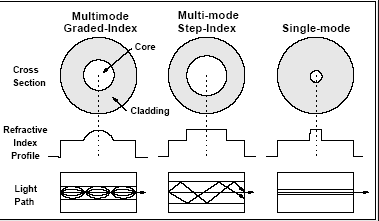 Multimode
Graded-Index
Multi-mode
Step-Index
Single-mode
Core
Cross
Section
Cladding
Refractive
Index
Profile
Light
Path